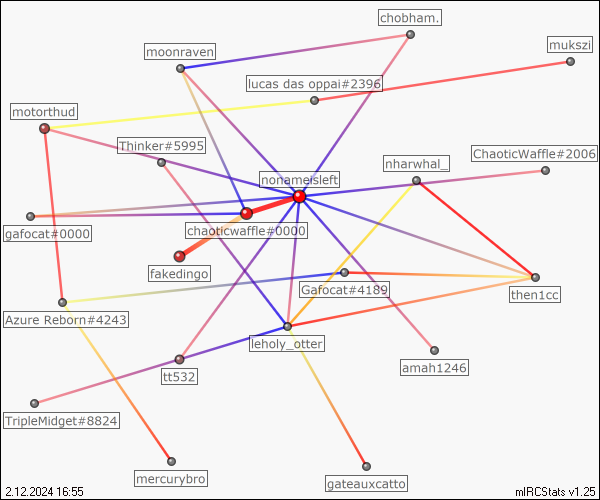 chobham.
moonraven
mukszi
lucas das oppai#2396
motorthud
Thinker#5995
nharwhal_
ChaoticWaffle#2006
nonameisleft
gafocat#0000
chaoticwaffle#0000
fakedingo
Gafocat#4189
then1cc
Azure Reborn#4243
leholy_otter
amah1246
tt532
TripleMidget#8824
mercurybro
gateauxcatto
2.12.2024 16:55
mIRCStats v1.25